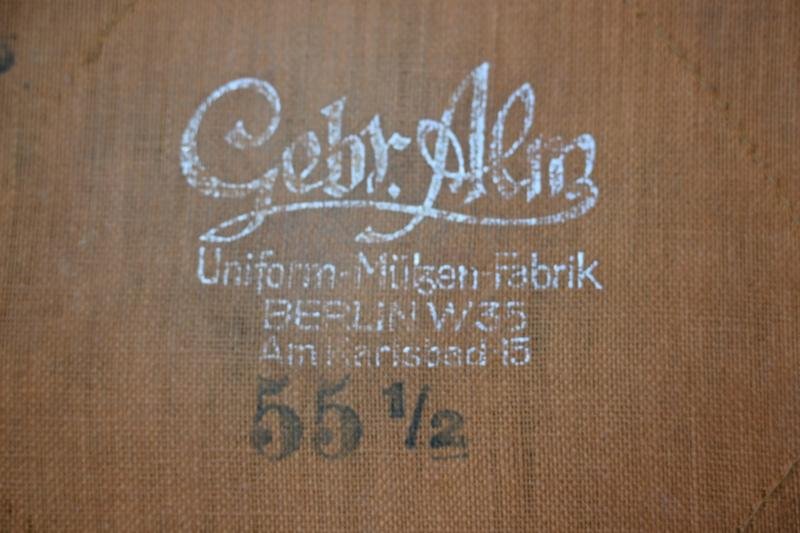 Gebr. Alm
Uniform-Mützen-Fabrik
BERLIN W35
Am Karlsbad 15
55 1/2